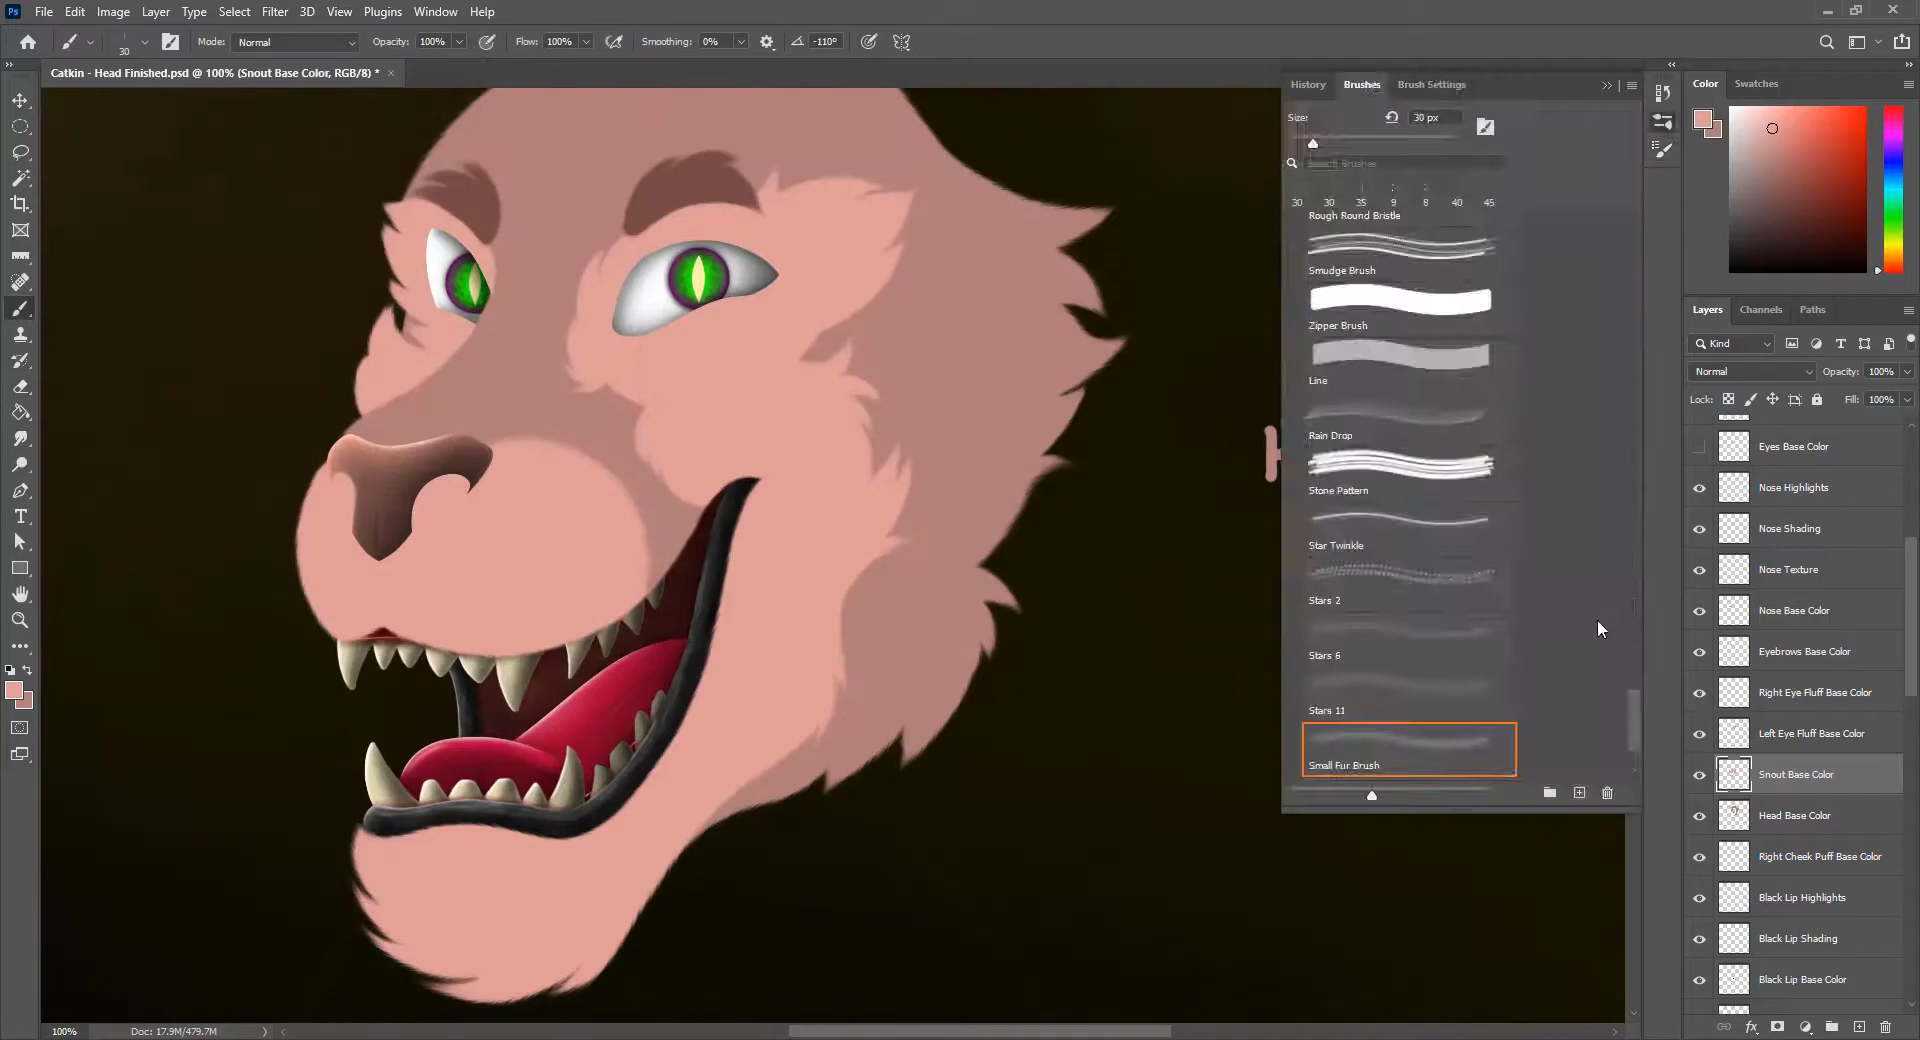 Ps File Edit Image Layer Type Select Filter 3D View Plugins Window Help
30 Mode: Normal Opacity: 100% Flow: 100% Smoothing: 0% -110°
Catkin - Head Finished.psd @ 100% (Snout Base Color, RGB/8) * ×
History Brushes Brush Settings
Size: 30 px
Search Brushes
30 30 35 9 8 40 45
Rough Round Bristle
Smudge Brush
Zipper Brush
Line
Rain Drop
Stone Pattern
Star Twinkle
Stars 2
Stars 6
Stars 11
Small Fur Brush
Color Swatches
Layers Channels Paths
Kind
Normal Opacity: 100%
Lock: Fill: 100%
Eyes Base Color
Nose Highlights
Nose Shading
Nose Texture
Nose Base Color
Eyebrows Base Color
Right Eye Fluff Base Color
Left Eye Fluff Base Color
Snout Base Color
Head Base Color
Right Cheek Puff Base Color
Black Lip Highlights
Black Lip Shading
Black Lip Base Color
fx
100% Doc: 17.9M/479.7M